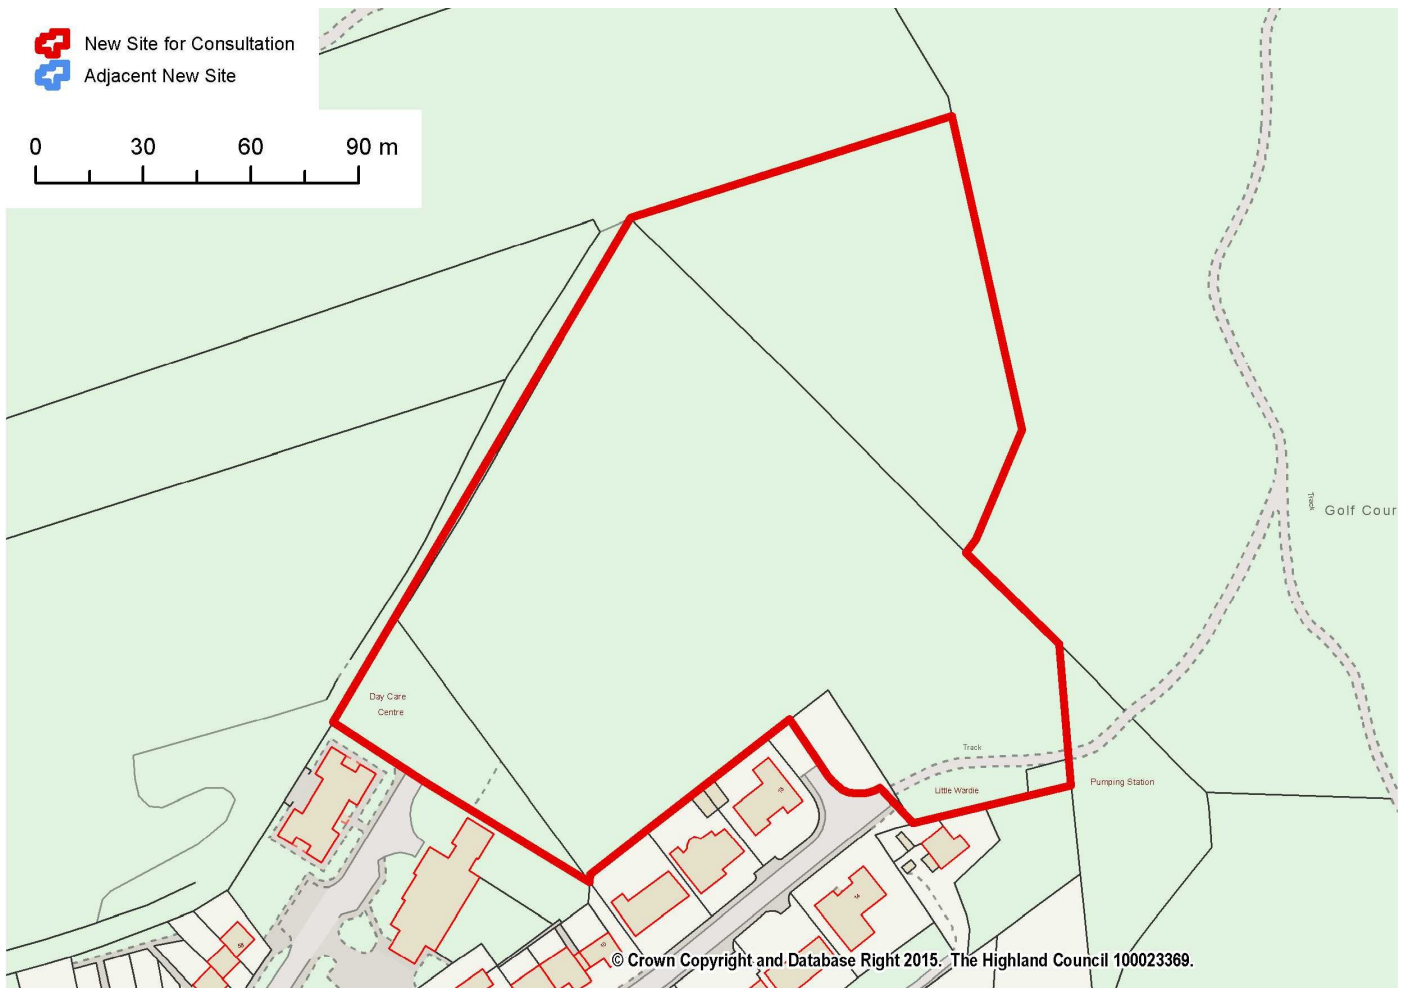 New Site for Consultation
Adjacent New Site
0 30 60 90 m
Track
Golf Cour
Day Care
Centre
Track
Little Wardie
Pumping Station
© Crown Copyright and Database Right 2015. The Highland Council 100023369.